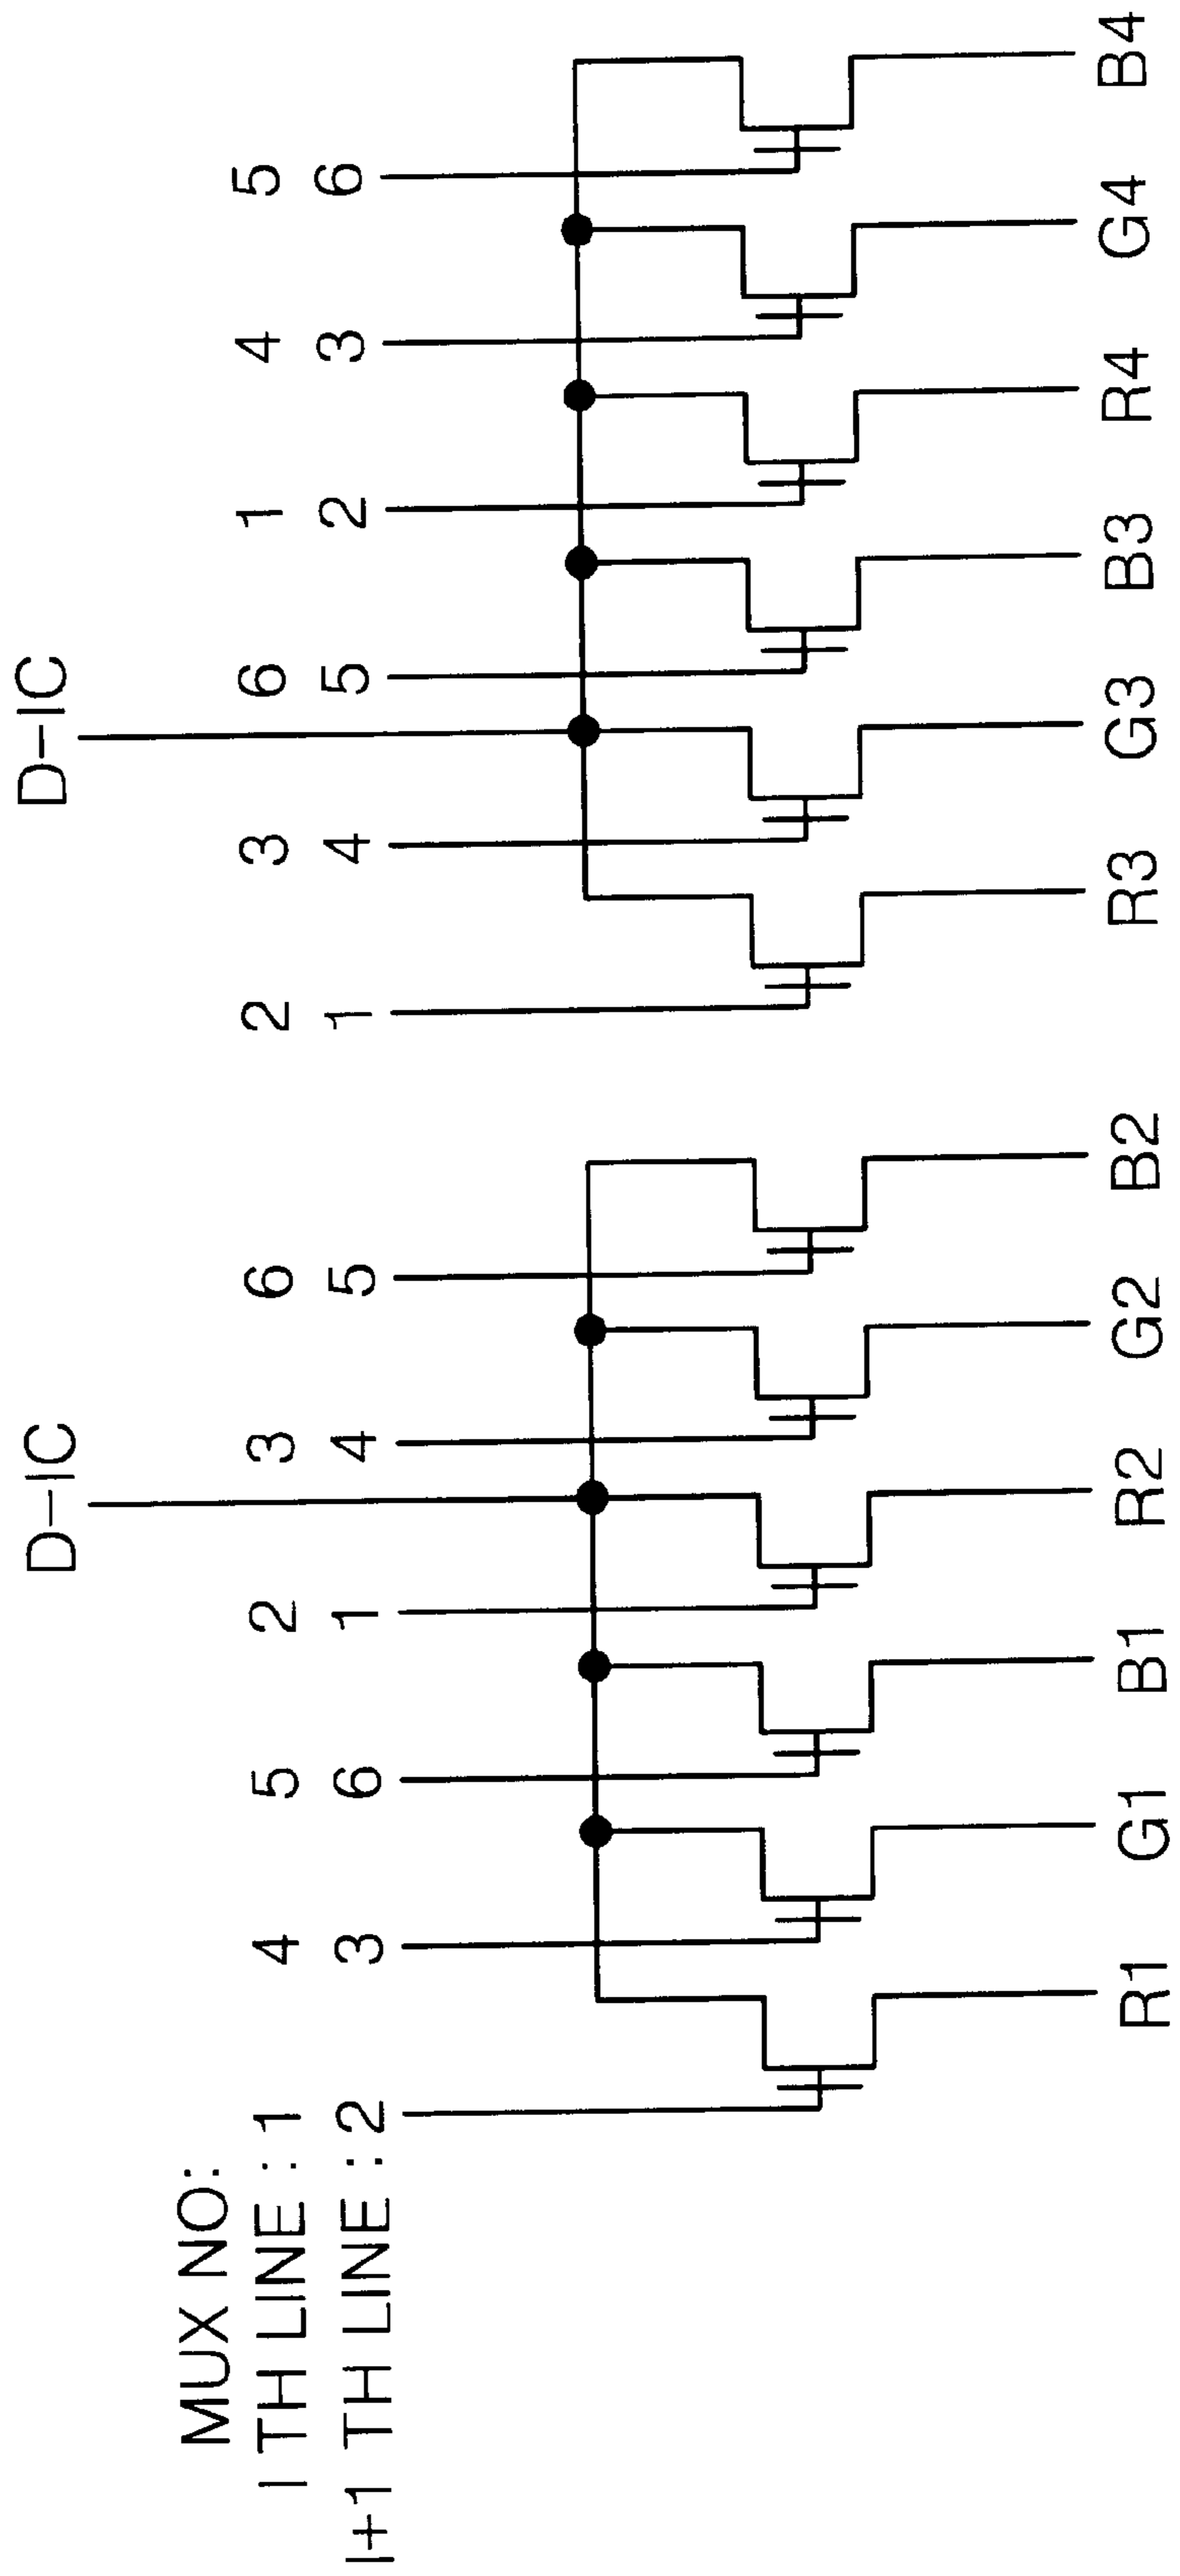 D-IC D-IC
MUX NO:
I TH LINE : 1 4 5 2 3 6 2 3 6 1 4 5
I+1 TH LINE : 2 3 6 1 4 5 1 4 5 2 3 6
R1 G1 B1 R2 G2 B2 R3 G3 B3 R4 G4 B4